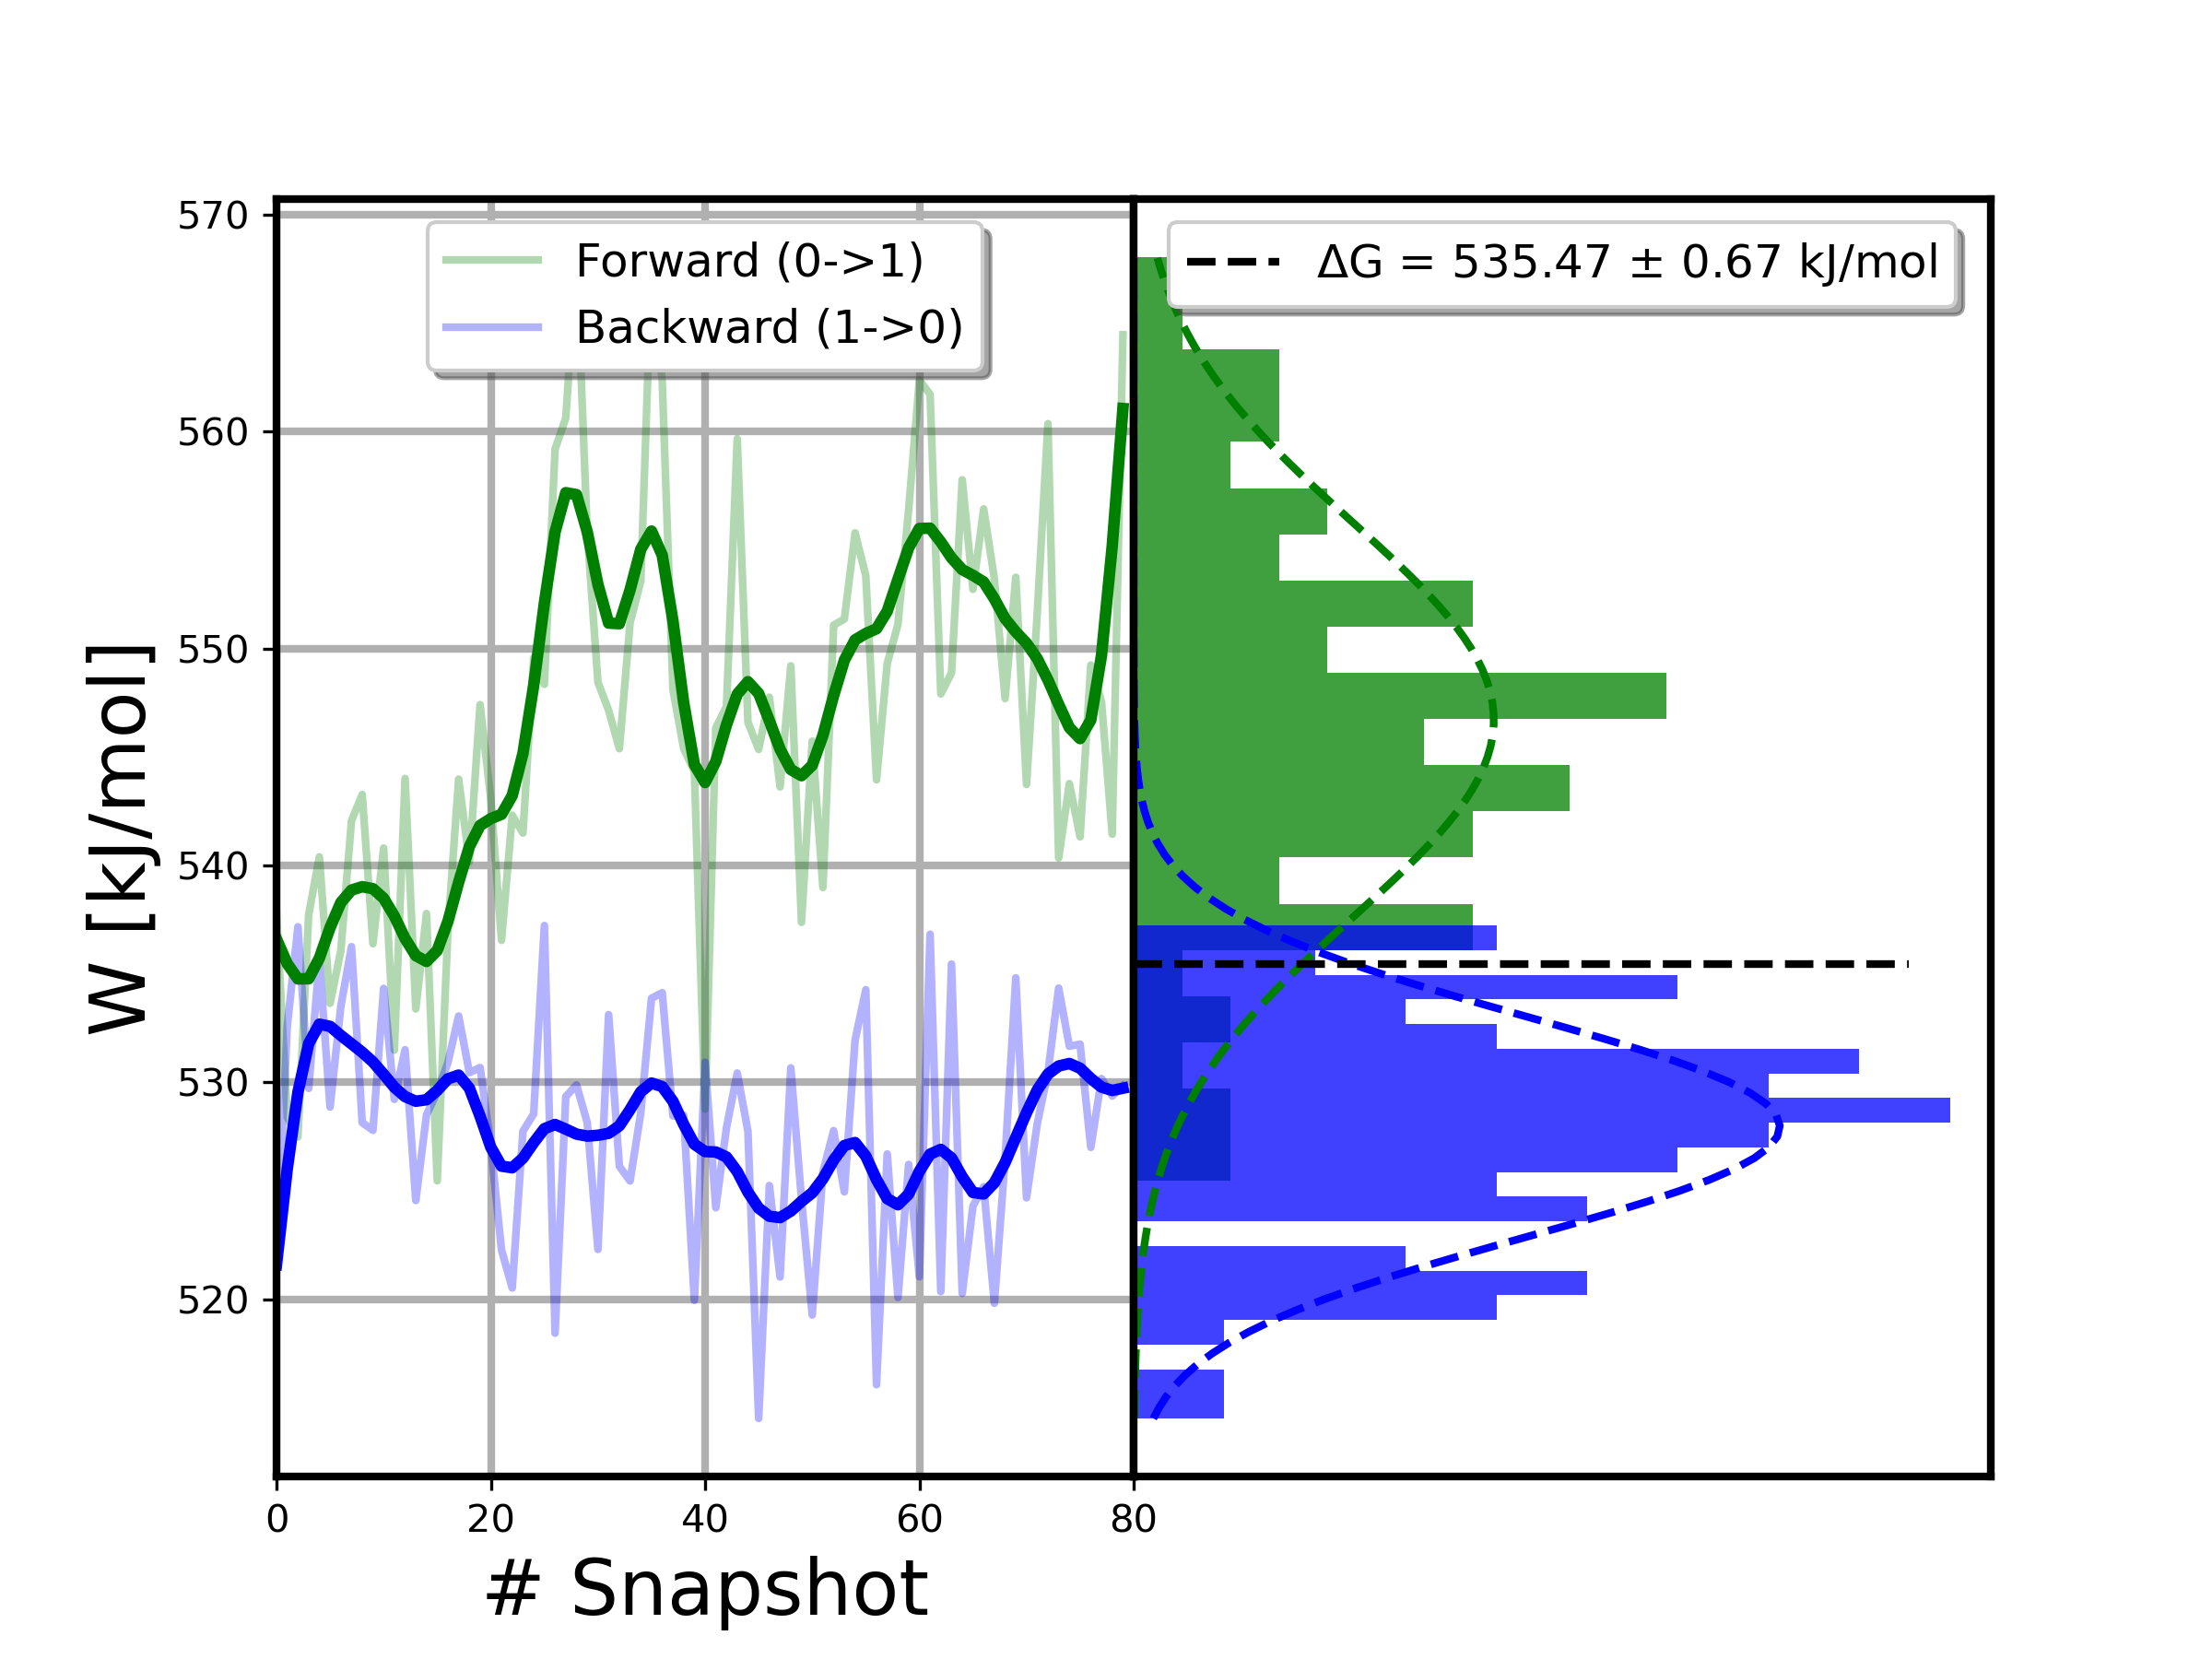 570
560
550
540
530
520
W [kJ/mol]
Forward (0->1)
Backward (1->0)
ΔG = 535.47 ± 0.67 kJ/mol
0 20 40 60 80
# Snapshot